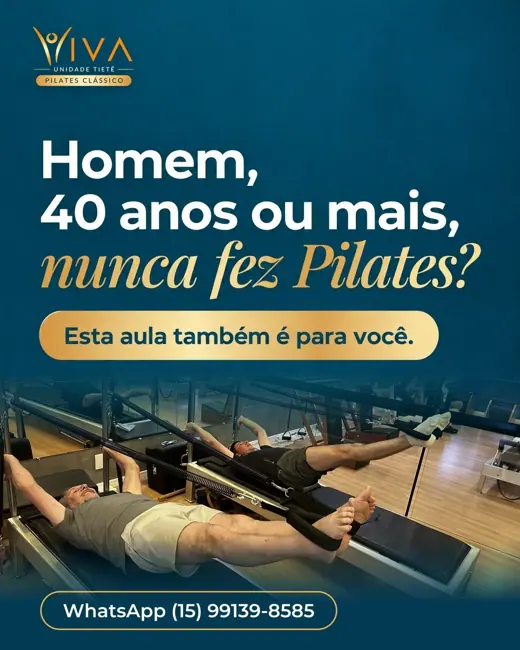 VIVA
UNIDADE TIETÊ
PILATES CLÁSSICO
Homem,
40 anos ou mais,
nunca fez Pilates?
Esta aula também é para você.
WhatsApp (15) 99139-8585